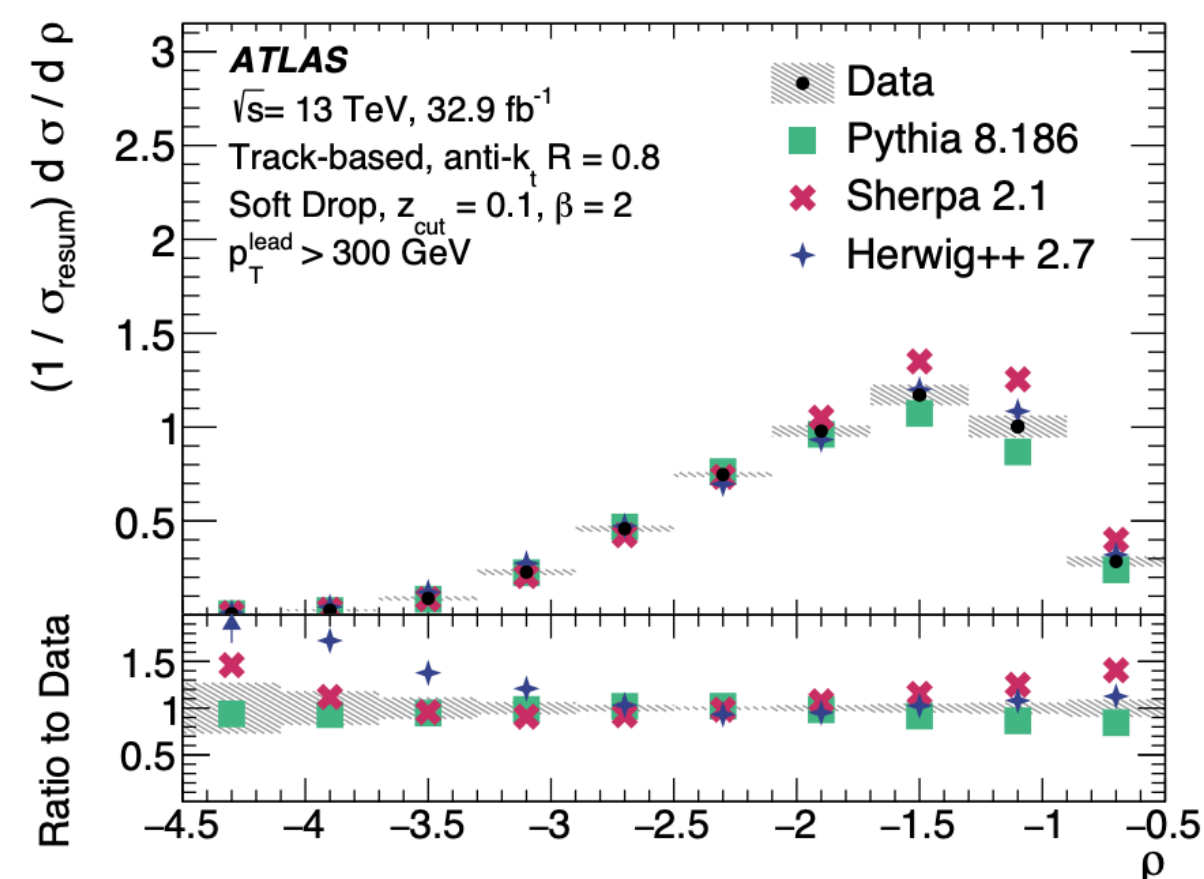 (1 / σresum) d σ / d ρ
3
2.5
2
1.5
1
0.5
ATLAS
√s= 13 TeV, 32.9 fb-1
Track-based, anti-kt R = 0.8
Soft Drop, zcut = 0.1, β = 2
pTlead > 300 GeV
Data
Pythia 8.186
Sherpa 2.1
Herwig++ 2.7
Ratio to Data
1.5
1
0.5
−4.5 −4 −3.5 −3 −2.5 −2 −1.5 −1 −0.5
ρ